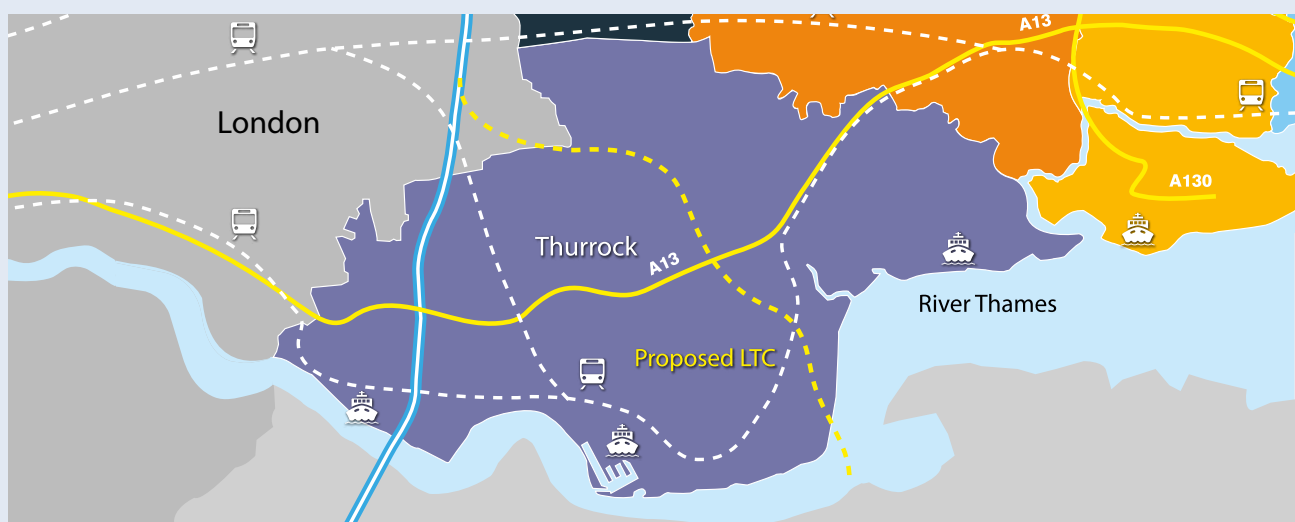 A13
London
A130
Thurrock
A13
River Thames
Proposed LTC